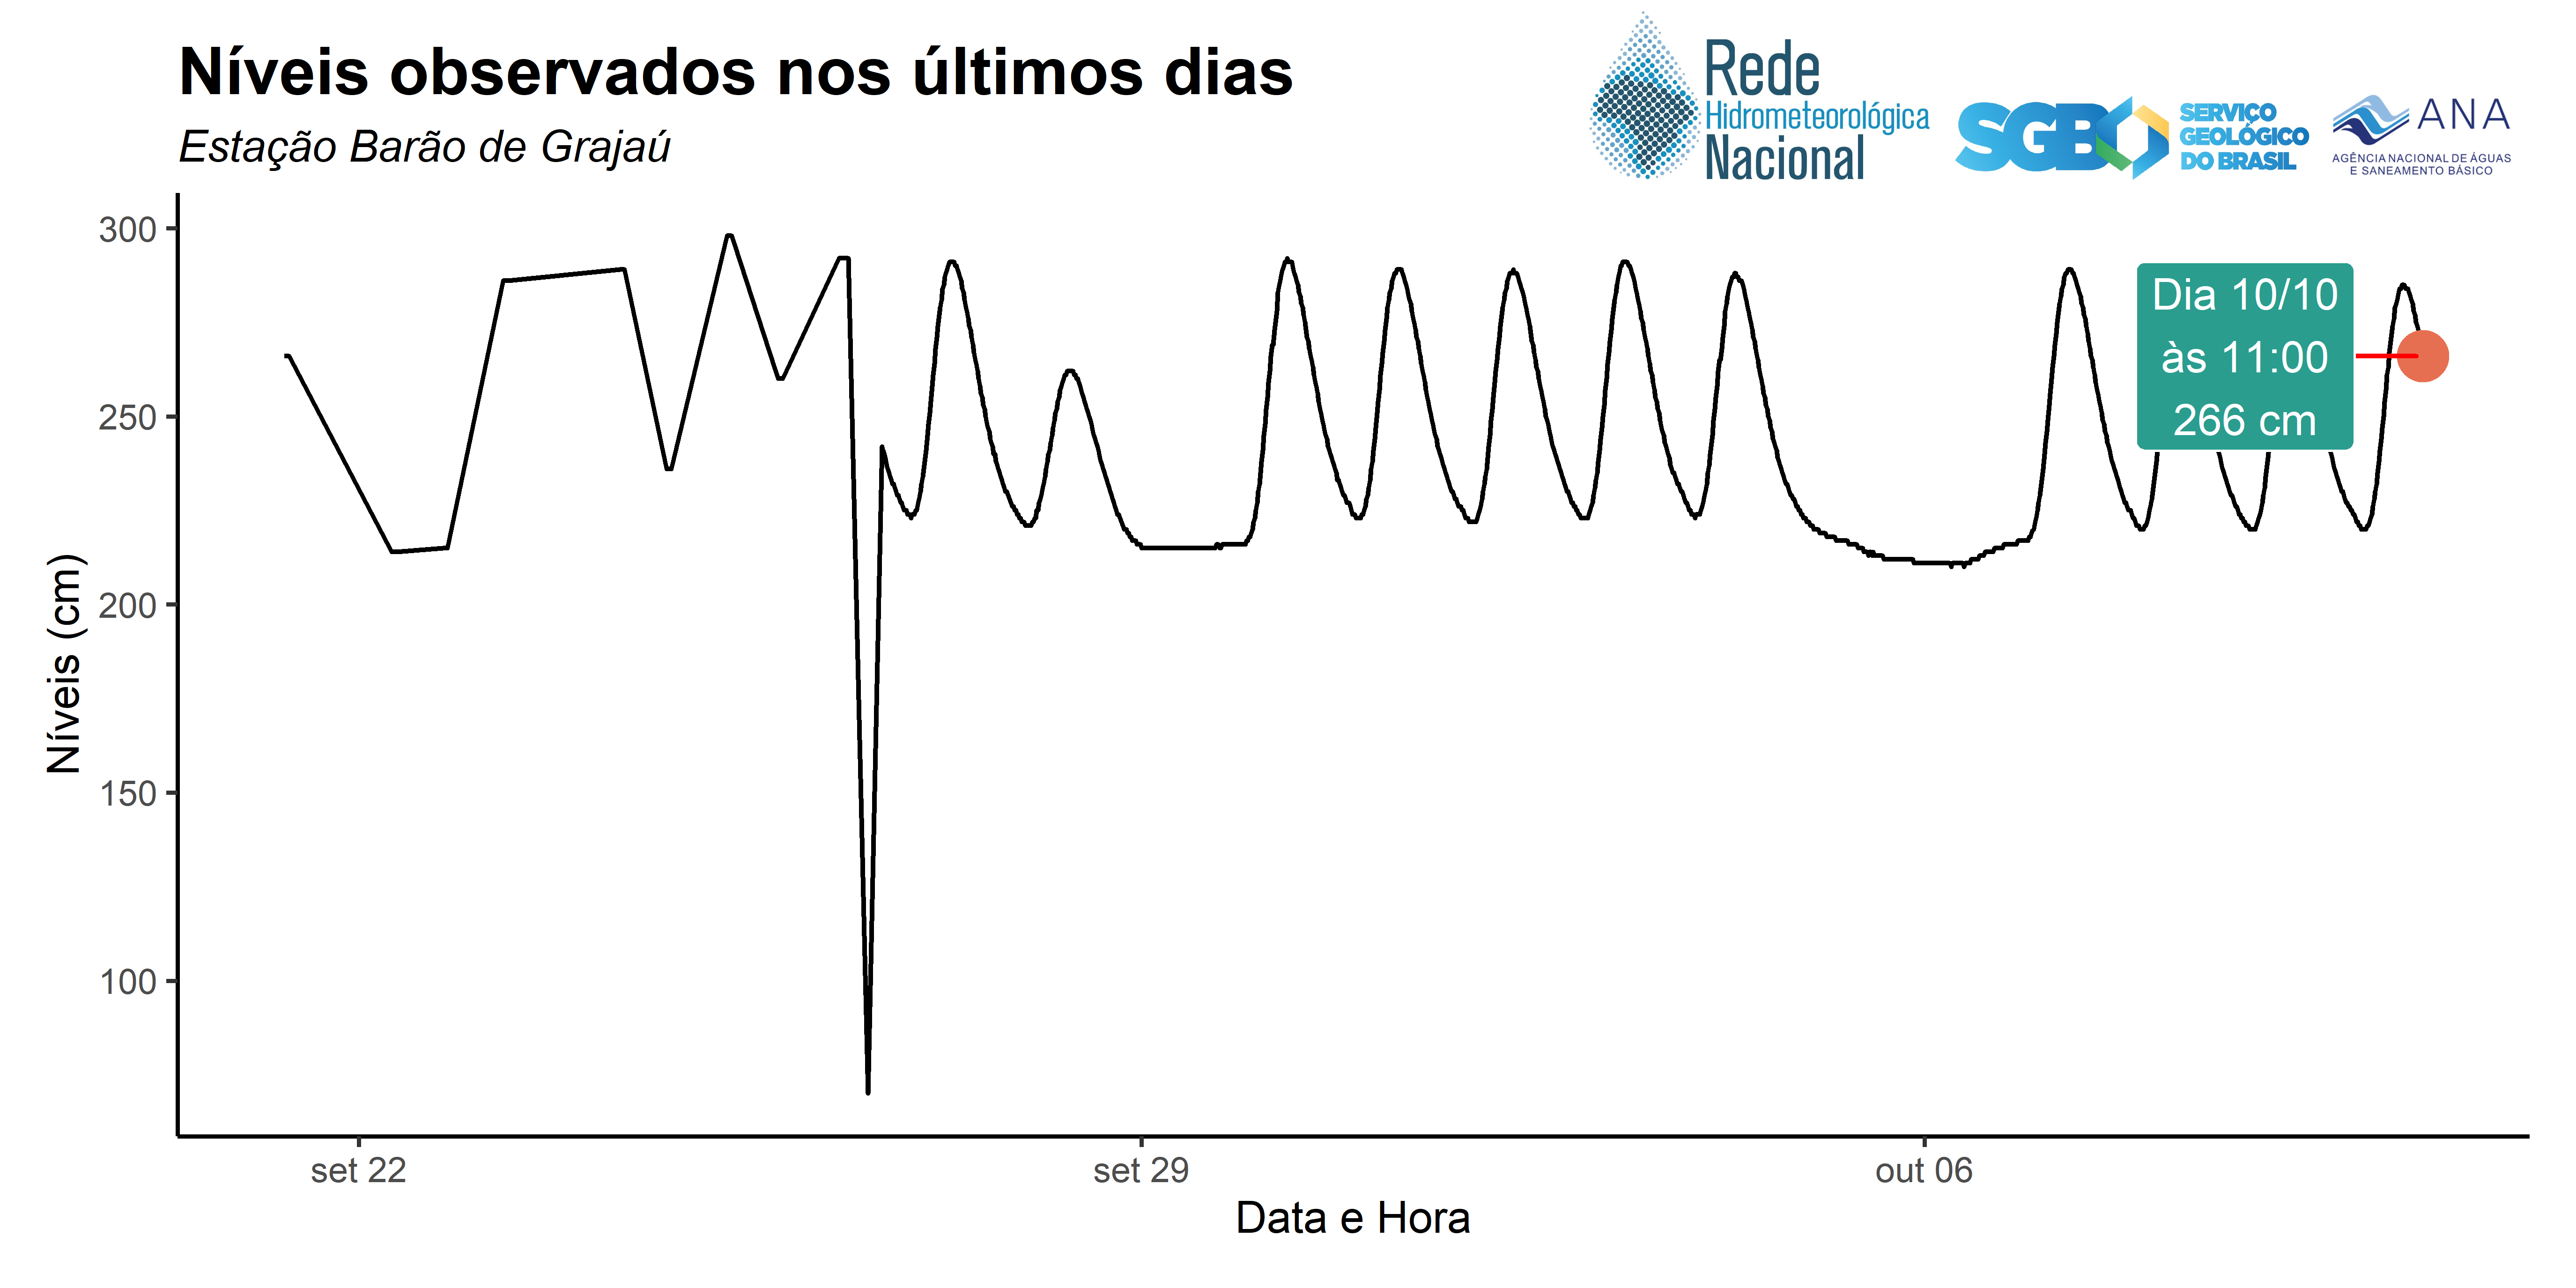 Níveis observados nos últimos dias
Estação Barão de Grajaú
Rede
Hidrometeorológica
Nacional
SGB
SERVIÇO
GEOLÓGICO
DO BRASIL
ANA
AGÊNCIA NACIONAL DE ÁGUAS
E SANEAMENTO BÁSICO
Níveis (cm)
300
250
200
150
100
Dia 10/10
às 11:00
266 cm
set 22
set 29
out 06
Data e Hora